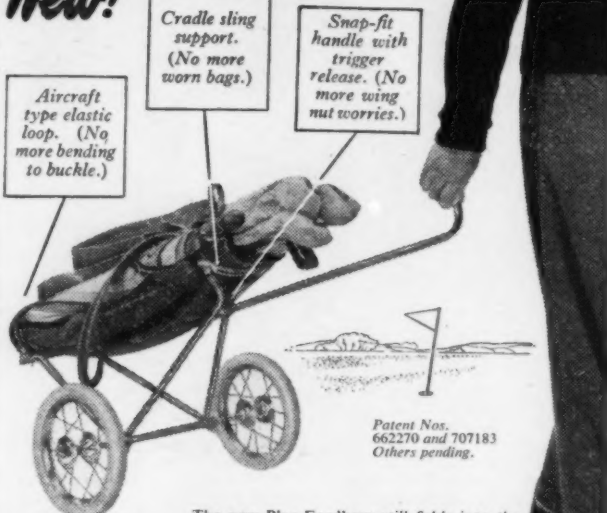 New!
Cradle sling
support.
(No more
worn bags.)
Snap-fit
handle with
trigger
release. (No
more wing
nut worries.)
Aircraft
type elastic
loop. (No
more bending
to buckle.)
Patent Nos.
662270 and 707183
Others pending.